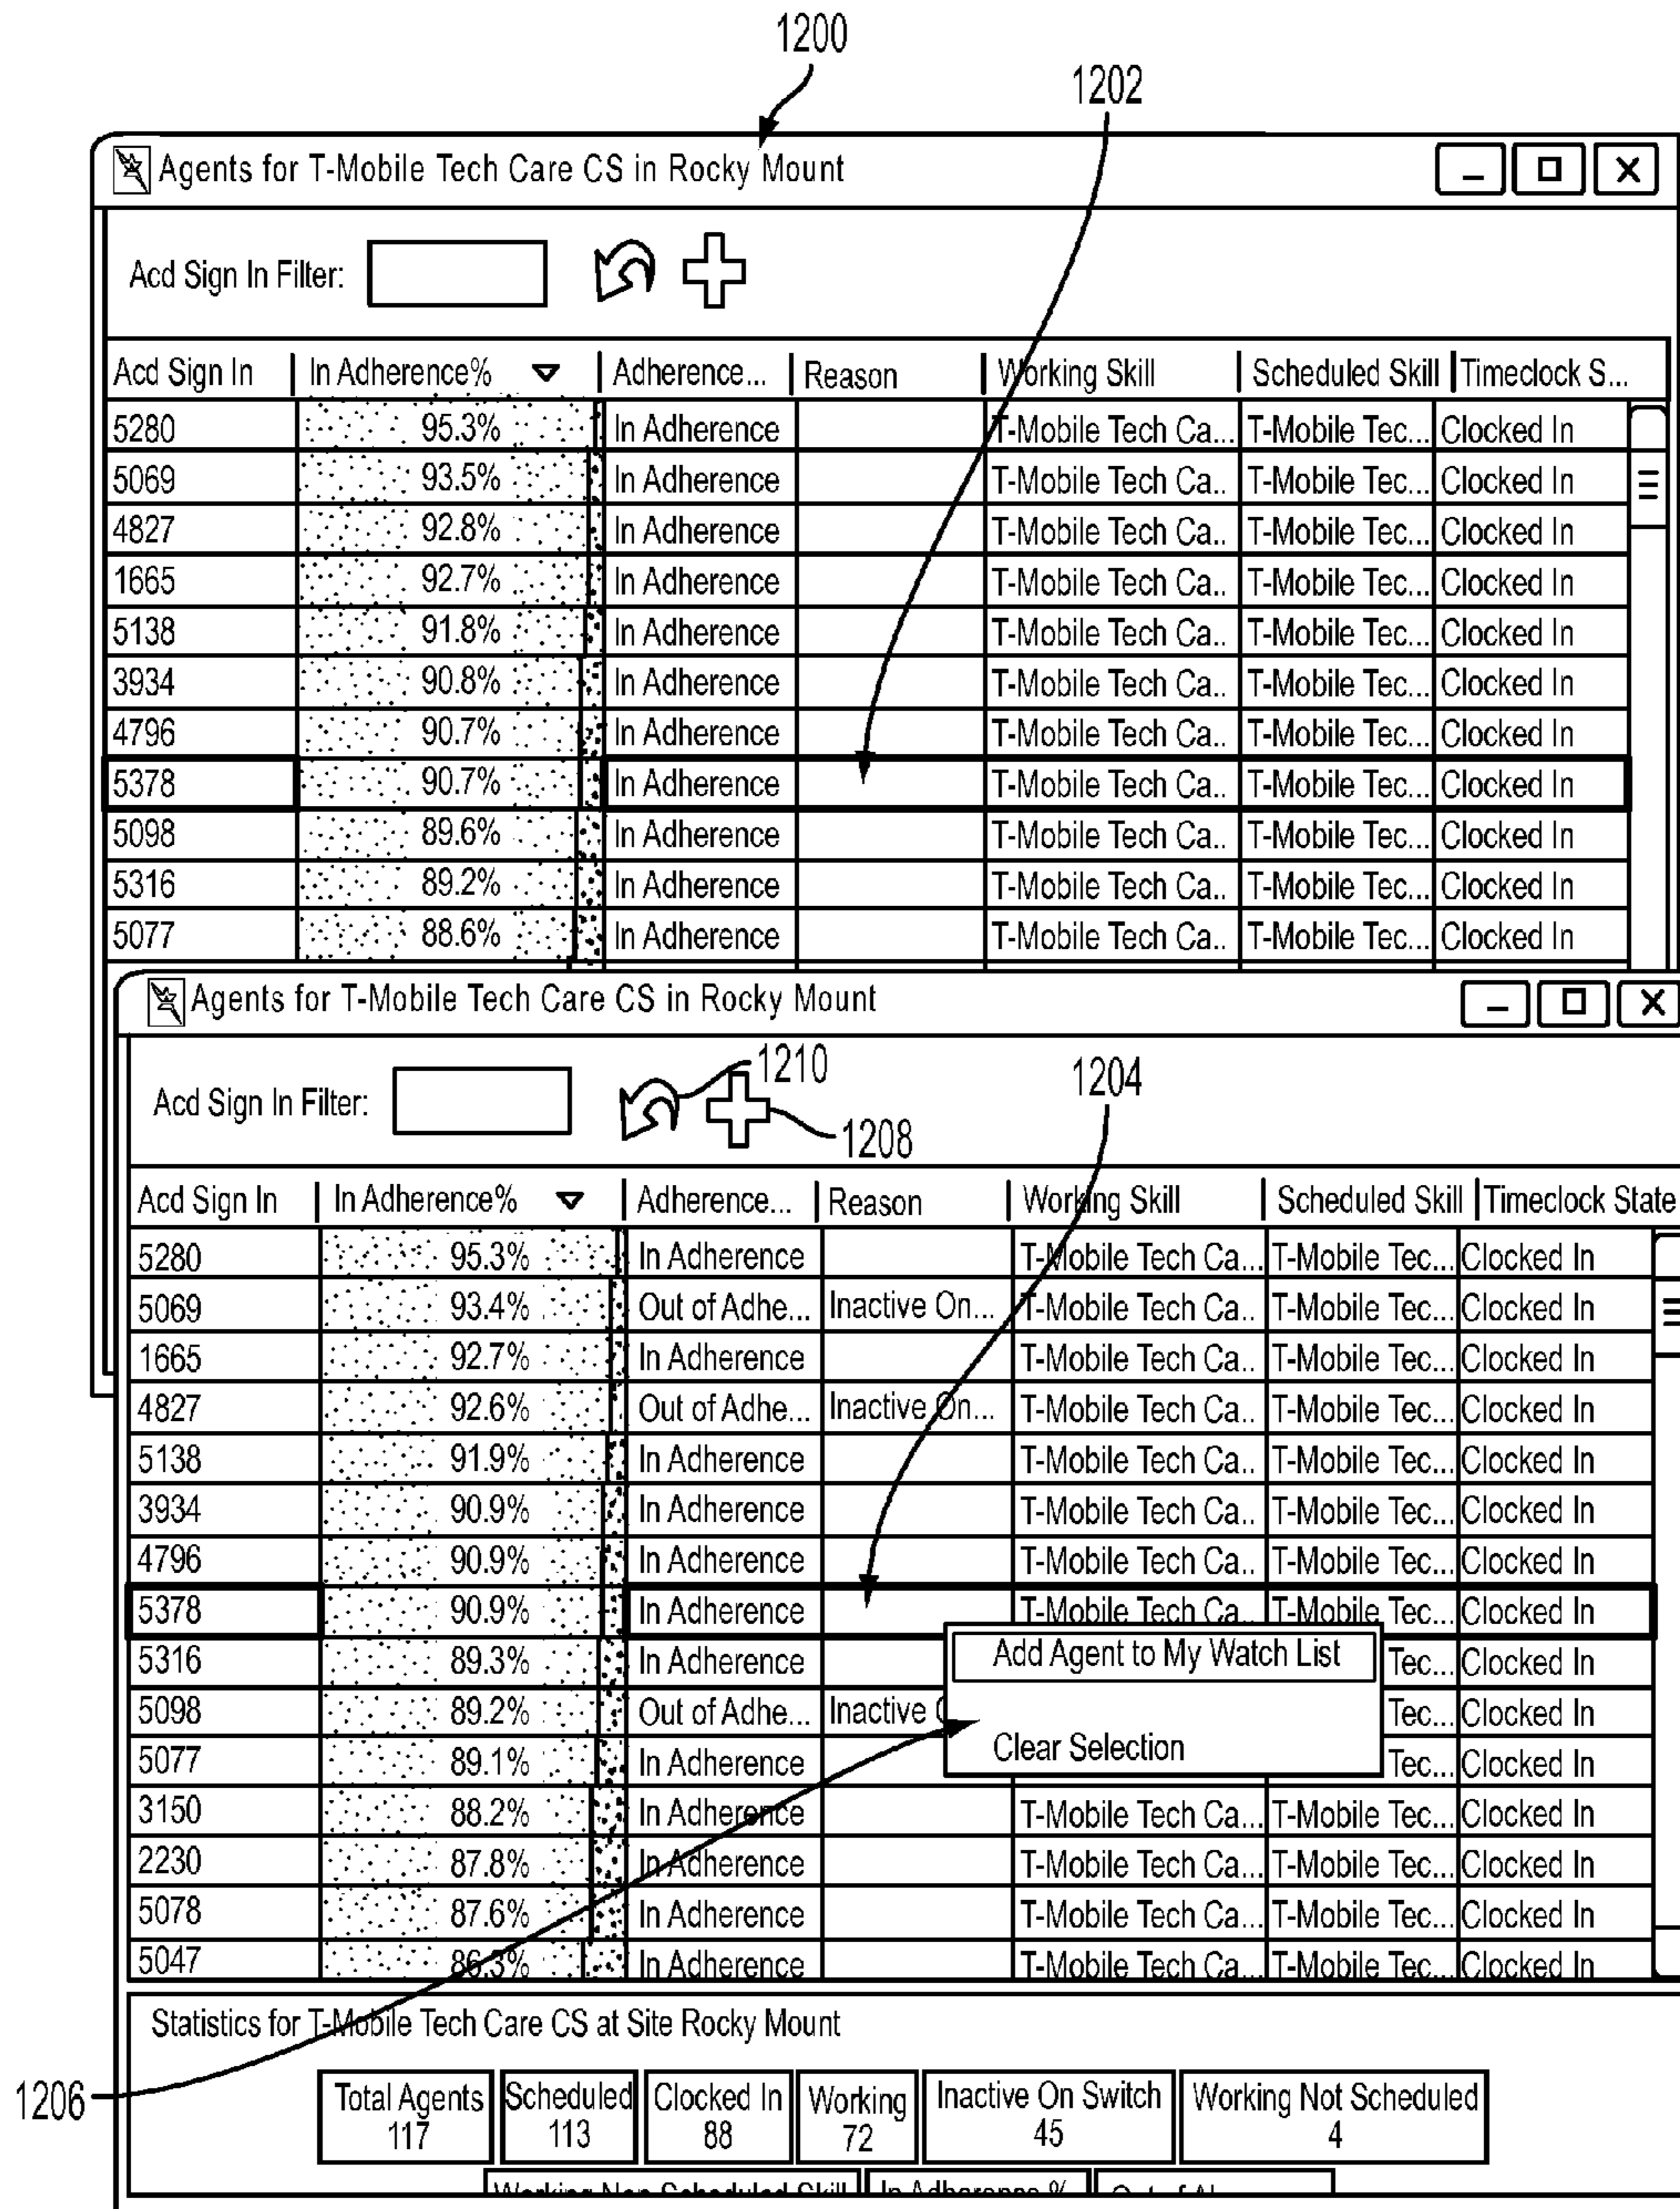 1200
1202
Agents for T-Mobile Tech Care CS in Rocky Mount
Acd Sign In Filter:
Acd Sign In In Adherence% Adherence... Reason Working Skill Scheduled Skill Timeclock S...
5280 95.3% In Adherence T-Mobile Tech Ca... T-Mobile Tec... Clocked In
5069 93.5% In Adherence T-Mobile Tech Ca.. T-Mobile Tec... Clocked In
4827 92.8% In Adherence T-Mobile Tech Ca.. T-Mobile Tec... Clocked In
1665 92.7% In Adherence T-Mobile Tech Ca.. T-Mobile Tec... Clocked In
5138 91.8% In Adherence T-Mobile Tech Ca.. T-Mobile Tec... Clocked In
3934 90.8% In Adherence T-Mobile Tech Ca.. T-Mobile Tec... Clocked In
4796 90.7% In Adherence T-Mobile Tech Ca.. T-Mobile Tec... Clocked In
5378 90.7% In Adherence T-Mobile Tech Ca.. T-Mobile Tec... Clocked In
5098 89.6% In Adherence T-Mobile Tech Ca.. T-Mobile Tec... Clocked In
5316 89.2% In Adherence T-Mobile Tech Ca.. T-Mobile Tec... Clocked In
5077 88.6% In Adherence T-Mobile Tech Ca.. T-Mobile Tec... Clocked In
Agents for T-Mobile Tech Care CS in Rocky Mount
1210
1204
Acd Sign In Filter:
1208
Acd Sign In In Adherence% Adherence... Reason Working Skill Scheduled Skill Timeclock State
5280 95.3% In Adherence T-Mobile Tech Ca... T-Mobile Tec... Clocked In
5069 93.4% Out of Adhe... Inactive On... T-Mobile Tech Ca.. T-Mobile Tec... Clocked In
1665 92.7% In Adherence T-Mobile Tech Ca.. T-Mobile Tec... Clocked In
4827 92.6% Out of Adhe... Inactive On... T-Mobile Tech Ca.. T-Mobile Tec... Clocked In
5138 91.9% In Adherence T-Mobile Tech Ca.. T-Mobile Tec... Clocked In
3934 90.9% In Adherence T-Mobile Tech Ca.. T-Mobile Tec... Clocked In
4796 90.9% In Adherence T-Mobile Tech Ca.. T-Mobile Tec... Clocked In
5378 90.9% In Adherence T-Mobile Tech Ca.. T-Mobile Tec... Clocked In
5316 89.3% In Adherence Add Agent to My Watch List Tec... Clocked In
5098 89.2% Out of Adhe... Inactive Tec... Clocked In
5077 89.1% In Adherence Clear Selection Tec... Clocked In
3150 88.2% In Adherence T-Mobile Tech Ca... T-Mobile Tec... Clocked In
2230 87.8% In Adherence T-Mobile Tech Ca... T-Mobile Tec... Clocked In
5078 87.6% In Adherence T-Mobile Tech Ca... T-Mobile Tec... Clocked In
5047 86.3% In Adherence T-Mobile Tech Ca... T-Mobile Tec... Clocked In
Statistics for T-Mobile Tech Care CS at Site Rocky Mount
1206
Total Agents Scheduled Clocked In Working Inactive On Switch Working Not Scheduled
117 113 88 72 45 4
Working Non Scheduled Skill In Adherence %